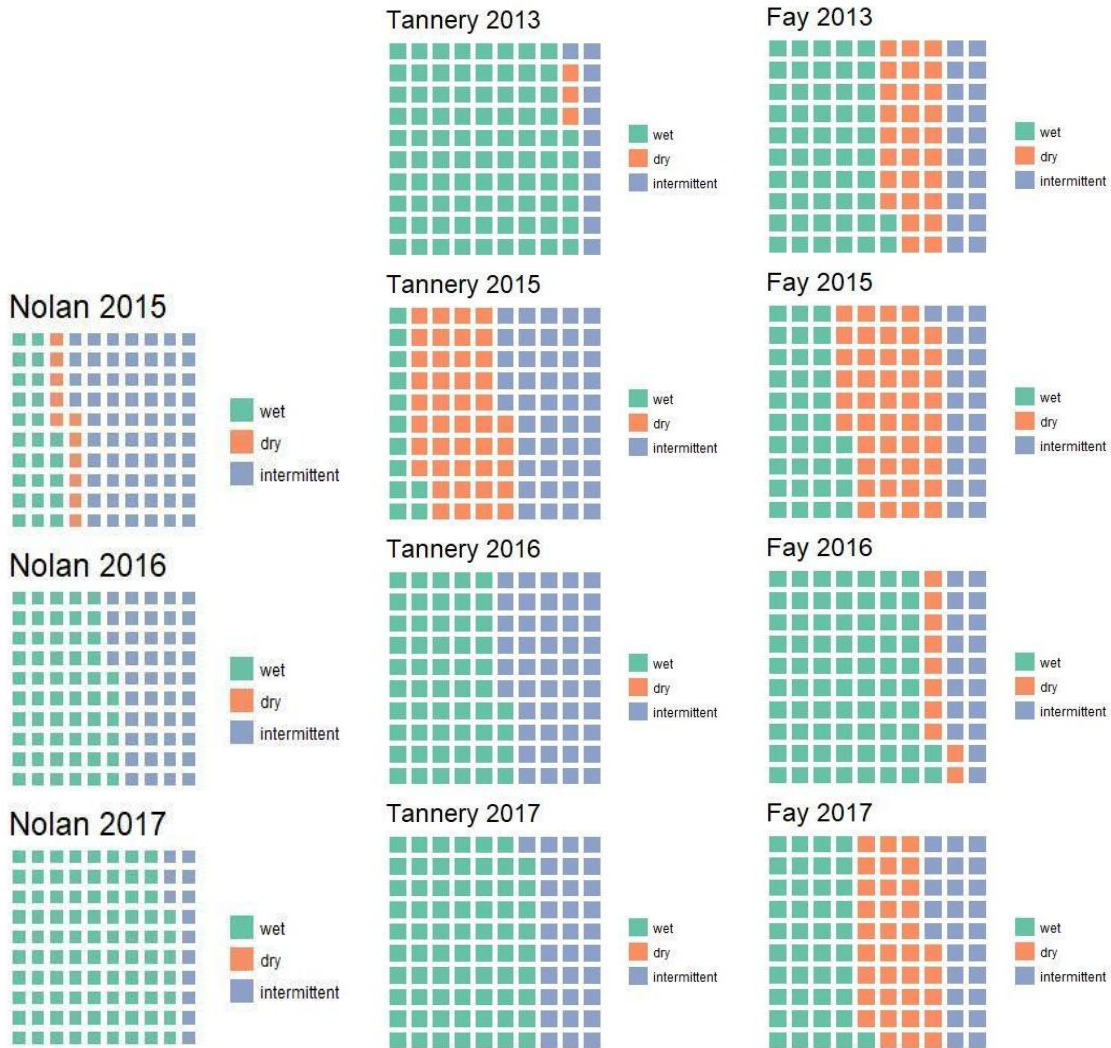 Tannery 2013
wet
dry
intermittent
Fay 2013
wet
dry
intermittent
Nolan 2015
wet
dry
intermittent
Tannery 2015
wet
dry
intermittent
Fay 2015
wet
dry
intermittent
Nolan 2016
wet
dry
intermittent
Tannery 2016
wet
dry
intermittent
Fay 2016
wet
dry
intermittent
Nolan 2017
wet
dry
intermittent
Tannery 2017
wet
dry
intermittent
Fay 2017
wet
dry
intermittent